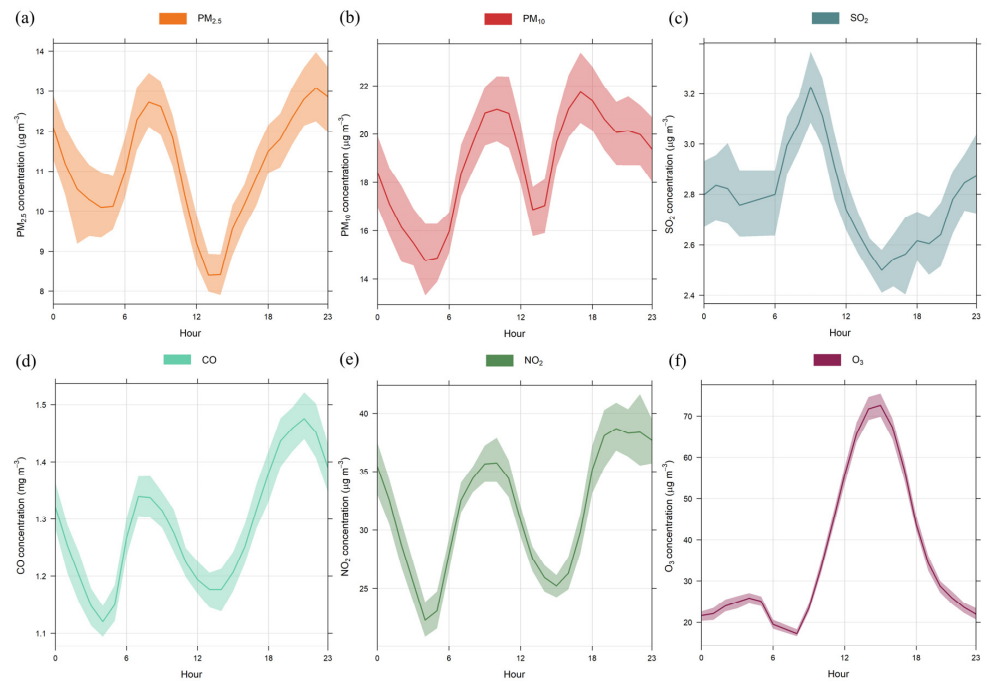 (a) PM2.5
PM2.5 concentration (μg m⁻³)
14
13
12
11
10
9
8
0 6 12 18 23
Hour
(b) PM10
PM10 concentration (μg m⁻³)
22
20
18
16
14
0 6 12 18 23
Hour
(c) SO2
SO2 concentration (μg m⁻³)
3.2
3.0
2.8
2.6
2.4
0 6 12 18 23
Hour
(d) CO
CO concentration (mg m⁻³)
1.5
1.4
1.3
1.2
1.1
0 6 12 18 23
Hour
(e) NO2
NO2 concentration (μg m⁻³)
40
35
30
25
0 6 12 18 23
Hour
(f) O3
O3 concentration (μg m⁻³)
70
60
50
40
30
20
0 6 12 18 23
Hour